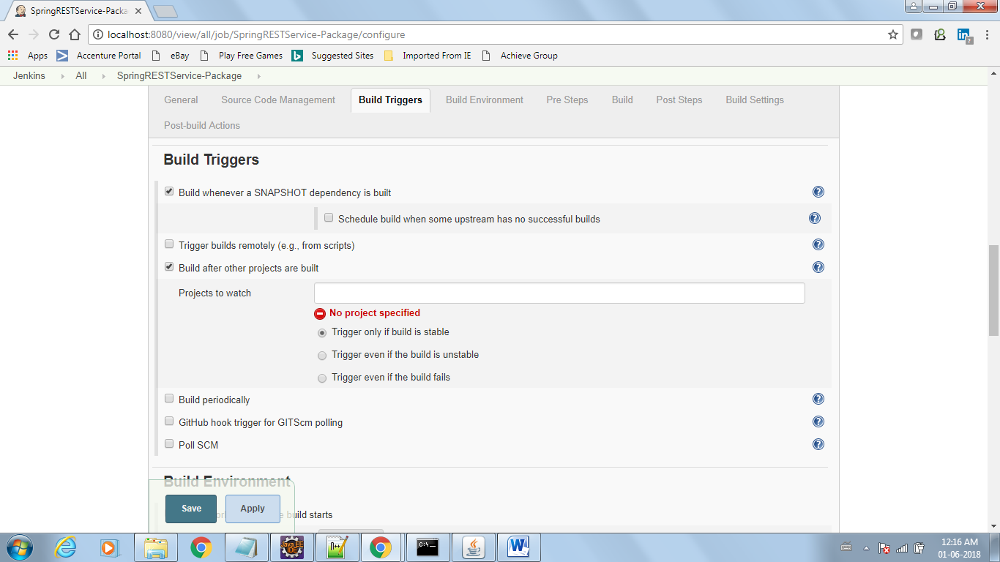 SpringRESTService-Packa
localhost:8080/view/all/job/SpringRESTService-Package/configure
Apps Accenture Portal eBay Play Free Games Suggested Sites Imported From IE Achieve Group
Jenkins All SpringRESTService-Package
General Source Code Management Build Triggers Build Environment Pre Steps Build Post Steps Build Settings
Post-build Actions
Build Triggers
Build whenever a SNAPSHOT dependency is built
Schedule build when some upstream has no successful builds
Trigger builds remotely (e.g., from scripts)
Build after other projects are built
Projects to watch
No project specified
Trigger only if build is stable
Trigger even if the build is unstable
Trigger even if the build fails
Build periodically
GitHub hook trigger for GITScm polling
Poll SCM
Build Environment
Save Apply build starts
Java EE
IDE
12:16 AM
01-06-2018